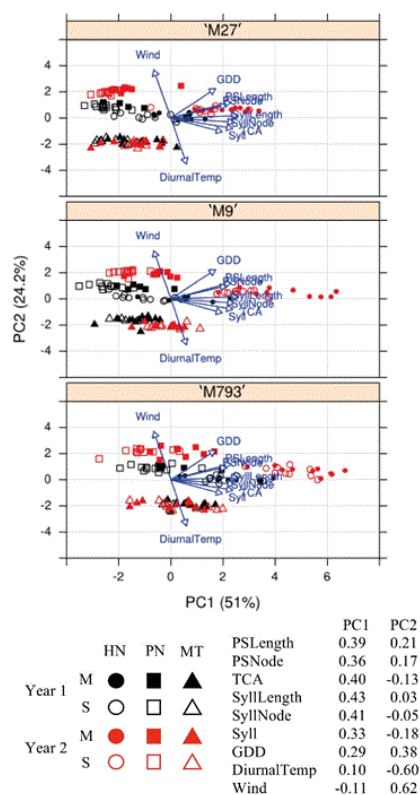 'M27'
Wind
GDD
PSLength
PSNode
SyllLength
SyllNode
Syll TCA
DiurnalTemp
4
2
0
-2
-4
'M9'
Wind
GDD
PSLength
PSNode
SyllLength
SyllNode
Syll TCA
DiurnalTemp
4
2
0
-2
-4
PC2 (24.2%)
'M793'
Wind
GDD
PSLength
PSNode
SyllLength
SyllNode
Syll TCA
DiurnalTemp
4
2
0
-2
-4
-2 0 2 4 6
PC1 (51%)
HN PN MT
Year 1 M
S
Year 2 M
S
PC1 PC2
PSLength 0.39 0.21
PSNode 0.36 0.17
TCA 0.40 -0.13
SyllLength 0.43 0.03
SyllNode 0.41 -0.05
Syll 0.33 -0.18
GDD 0.29 0.38
DiurnalTemp 0.10 -0.60
Wind -0.11 0.62